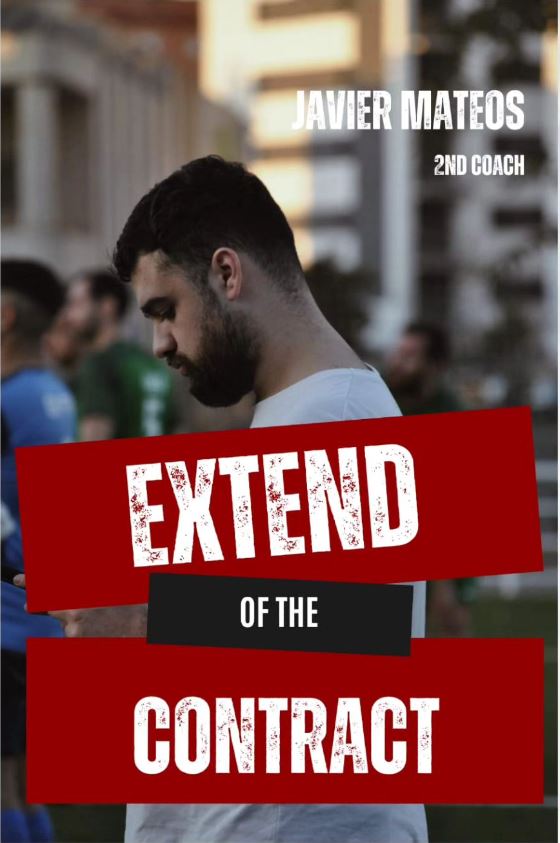 JAVIER MATEOS
2ND COACH
EXTEND
OF THE
CONTRACT